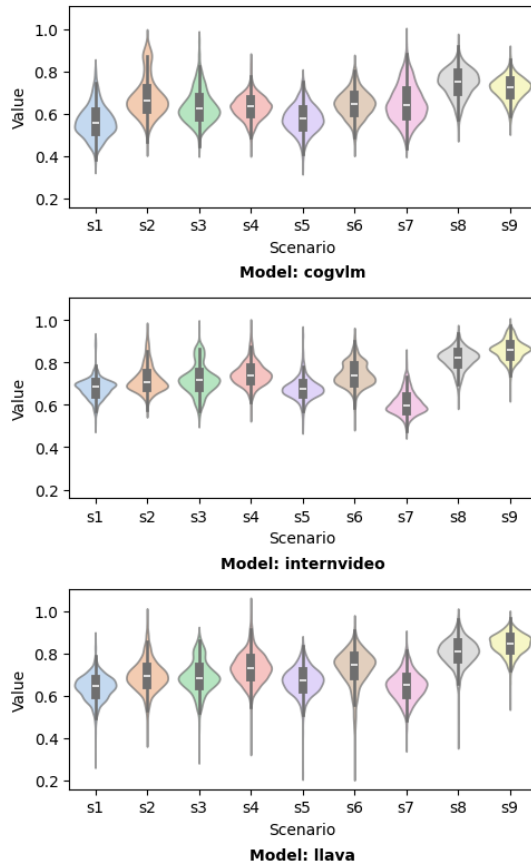 1.0
0.8
0.6
0.4
0.2
Value
s1 s2 s3 s4 s5 s6 s7 s8 s9
Scenario
Model: cogvlm
1.0
0.8
0.6
0.4
0.2
Value
s1 s2 s3 s4 s5 s6 s7 s8 s9
Scenario
Model: internvideo
1.0
0.8
0.6
0.4
0.2
Value
s1 s2 s3 s4 s5 s6 s7 s8 s9
Scenario
Model: llava